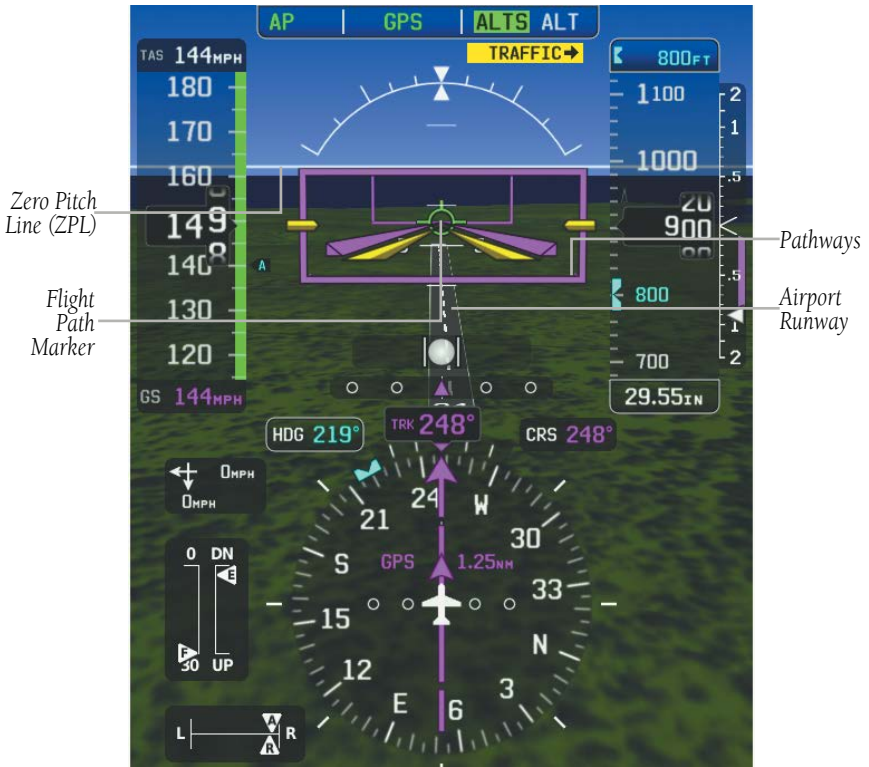 AP GPS ALTS ALT
TRAFFIC
TAS 144MPH
800FT
180
170
160
149
8
140
A
130
120
GS 144MPH
1100
1000
20
900
800
700
29.55IN
2
1
.5
.5
1
2
Zero Pitch
Line (ZPL)
Flight
Path
Marker
Pathways
Airport
Runway
HDG 219°
TRK 248°
CRS 248°
0MPH
0MPH
24
W
21
30
S
GPS 1.25NM
33
15
N
12
3
E
6
0 DN
E
F
30 UP
L
A
R
R